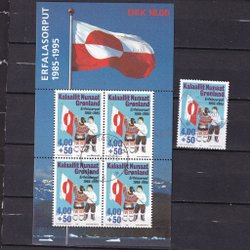 ERFALASORPUT
1985-1995
DKK 18.00
Kalaallit Nunaat
Grønland
Erfalasorput
1985-1995
4.00
+50
Kalaallit Nunaat
Grønland
Erfalasorput
1985-1995
4.00
+50
Kalaallit Nunaat
Grønland
Erfalasorput
1985-1995
4.00
+50
Kalaallit Nunaat
Grønland
Erfalasorput
1985-1995
4.00
+50
Kalaallit Nunaat
Grønland
Erfalasorput
1985-1995
4.00
+50